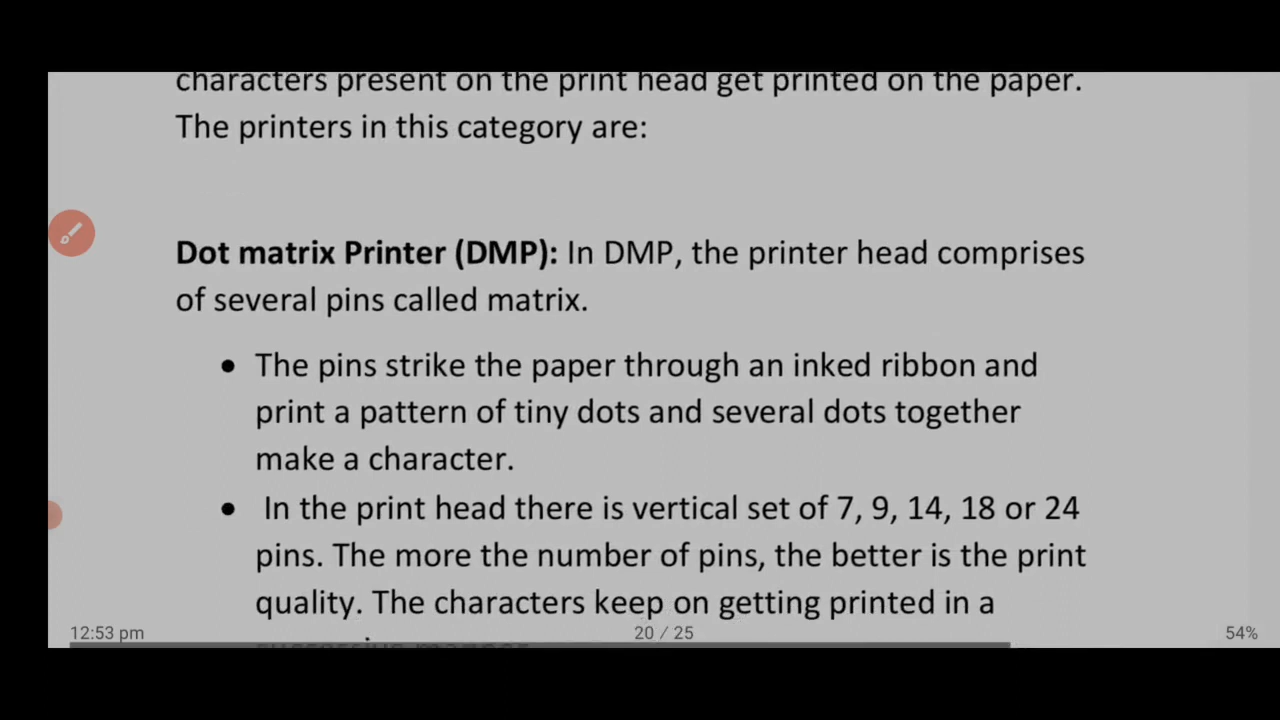 characters present on the print head get printed on the paper.
The printers in this category are:
Dot matrix Printer (DMP): In DMP, the printer head comprises
of several pins called matrix.
• The pins strike the paper through an inked ribbon and
print a pattern of tiny dots and several dots together
make a character.
• In the print head there is vertical set of 7, 9, 14, 18 or 24
pins. The more the number of pins, the better is the print
quality. The characters keep on getting printed in a
12:53 pm 20 / 25 54%